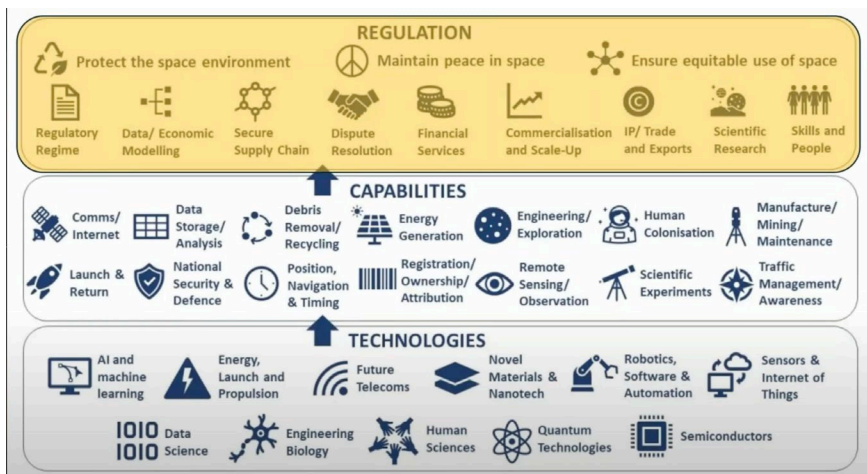 REGULATION
Protect the space environment
Maintain peace in space
Ensure equitable use of space
Regulatory
Regime
Data/ Economic
Modelling
Secure
Supply Chain
Dispute
Resolution
Financial
Services
Commercialisation
and Scale-Up
IP/ Trade
and Exports
Scientific
Research
Skills and
People
CAPABILITIES
Comms/
Internet
Data
Storage/
Analysis
Debris
Removal/
Recycling
Energy
Generation
Engineering/
Exploration
Human
Colonisation
Manufacture/
Mining/
Maintenance
Launch &
Return
National
Security &
Defence
Position,
Navigation
& Timing
Registration/
Ownership/
Attribution
Remote
Sensing/
Observation
Scientific
Experiments
Traffic
Management/
Awareness
TECHNOLOGIES
AI and
machine
learning
Energy,
Launch and
Propulsion
Future
Telecoms
Novel
Materials &
Nanotech
Robotics,
Software &
Automation
Sensors &
Internet of
Things
1010
1010
Data
Science
Engineering
Biology
Human
Sciences
Quantum
Technologies
Semiconductors